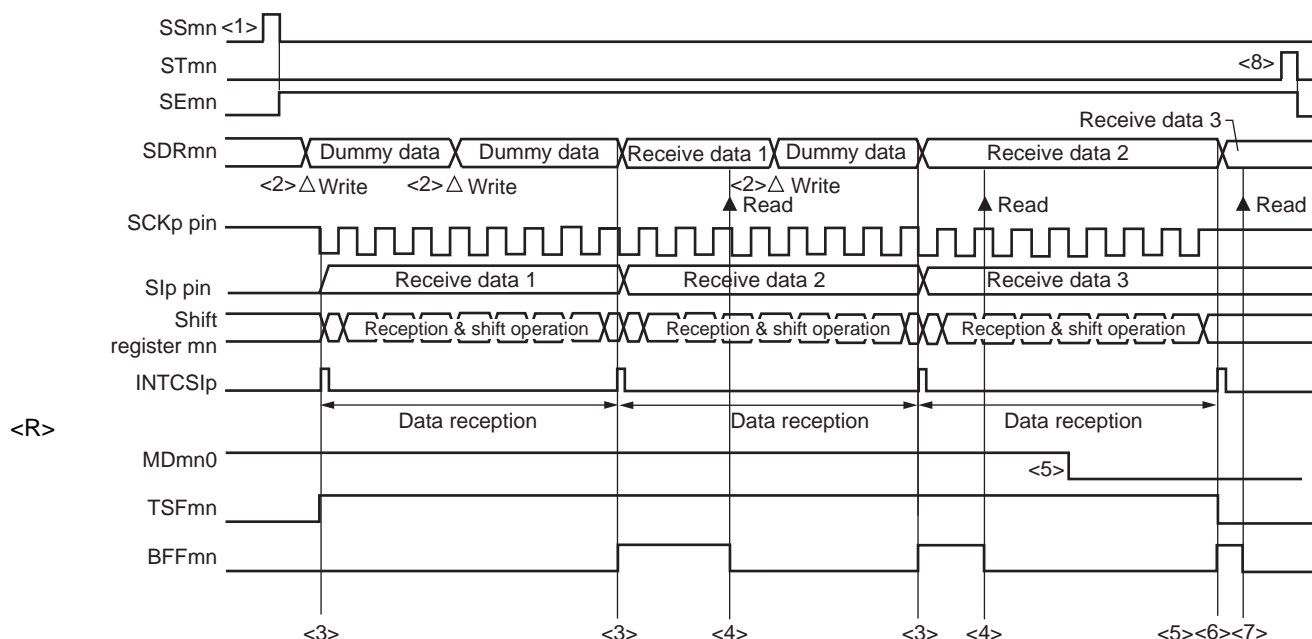 SSmn <1>
STmn <8>
SEmn
Receive data 3
SDRmn Dummy data Dummy data Receive data 1 Dummy data Receive data 2
<2> △ Write <2> △ Write <2> △ Write
▲ Read ▲ Read ▲ Read
SCKp pin
SIp pin Receive data 1 Receive data 2 Receive data 3
Shift
register mn Reception & shift operation Reception & shift operation Reception & shift operation
INTCSIp
Data reception Data reception Data reception
<R>
MDmn0 <5>
TSFmn
BFFmn
<3> <3> <4> <3> <4> <5><6><7>